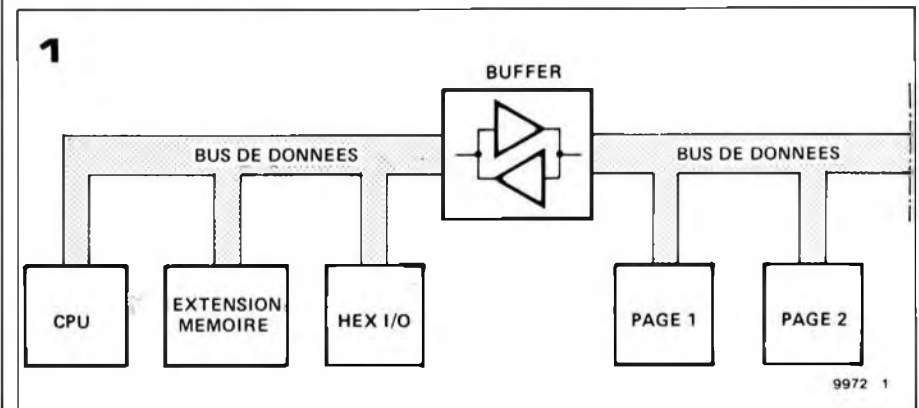 1
BUFFER
BUS DE DONNEES
BUS DE DONNEES
CPU
EXTENSION
MEMOIRE
HEX I/O
PAGE 1
PAGE 2
9972 1